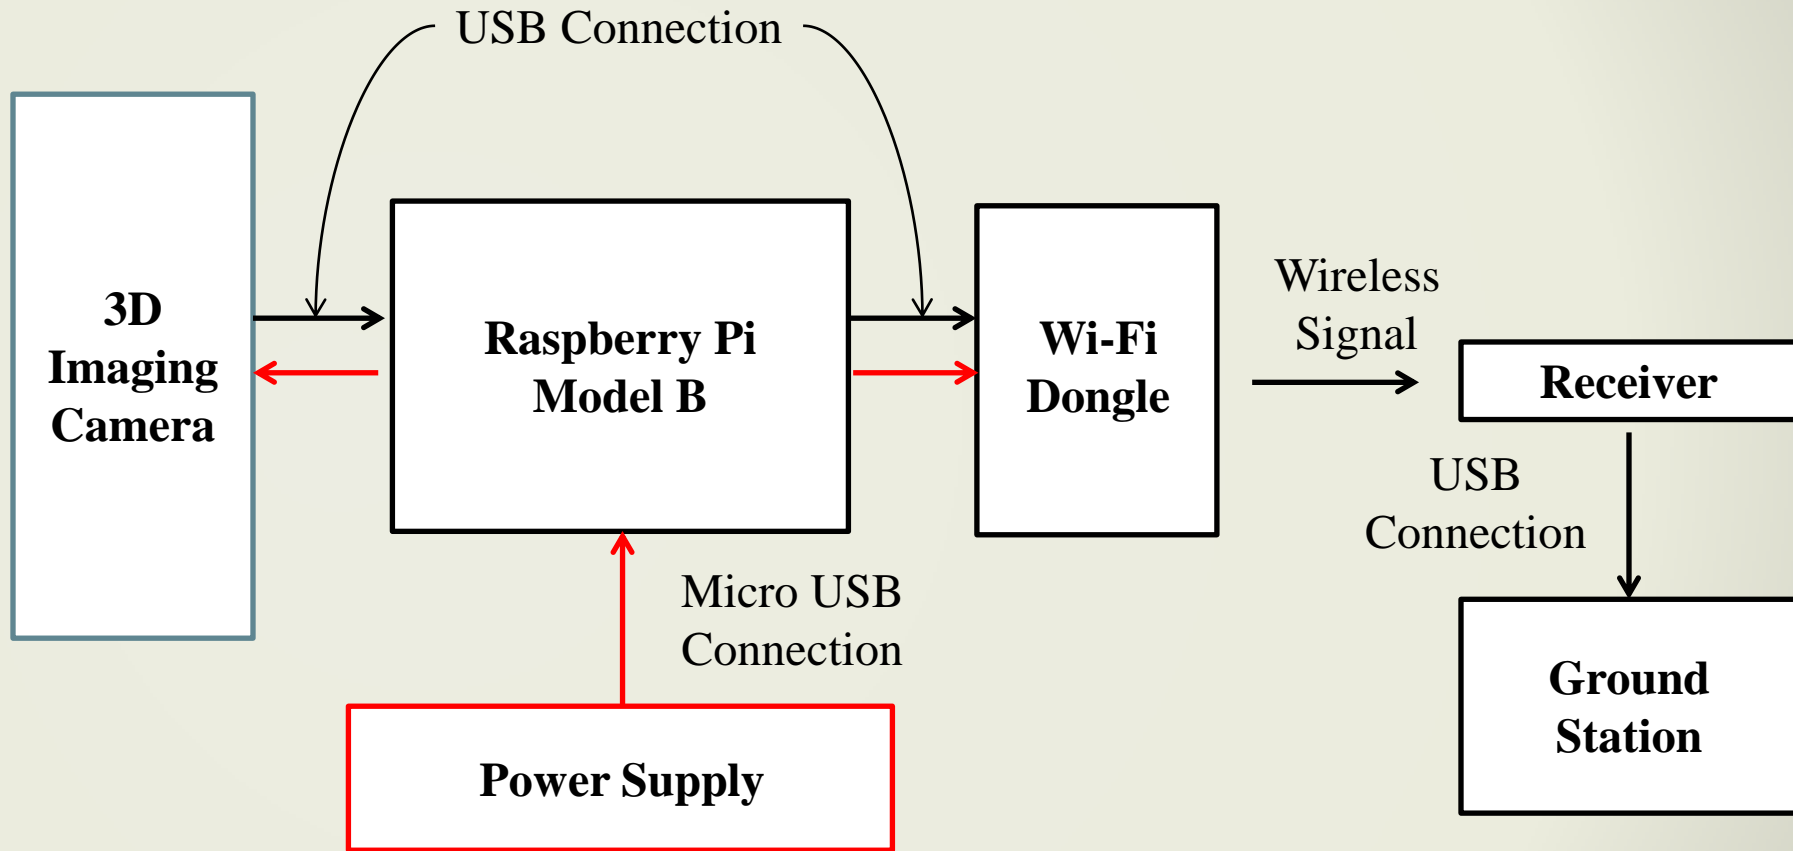 USB Connection
3D
Imaging
Camera
Raspberry Pi
Model B
Wi-Fi
Dongle
Wireless
Signal
Receiver
USB
Connection
Micro USB
Connection
Ground
Station
Power Supply